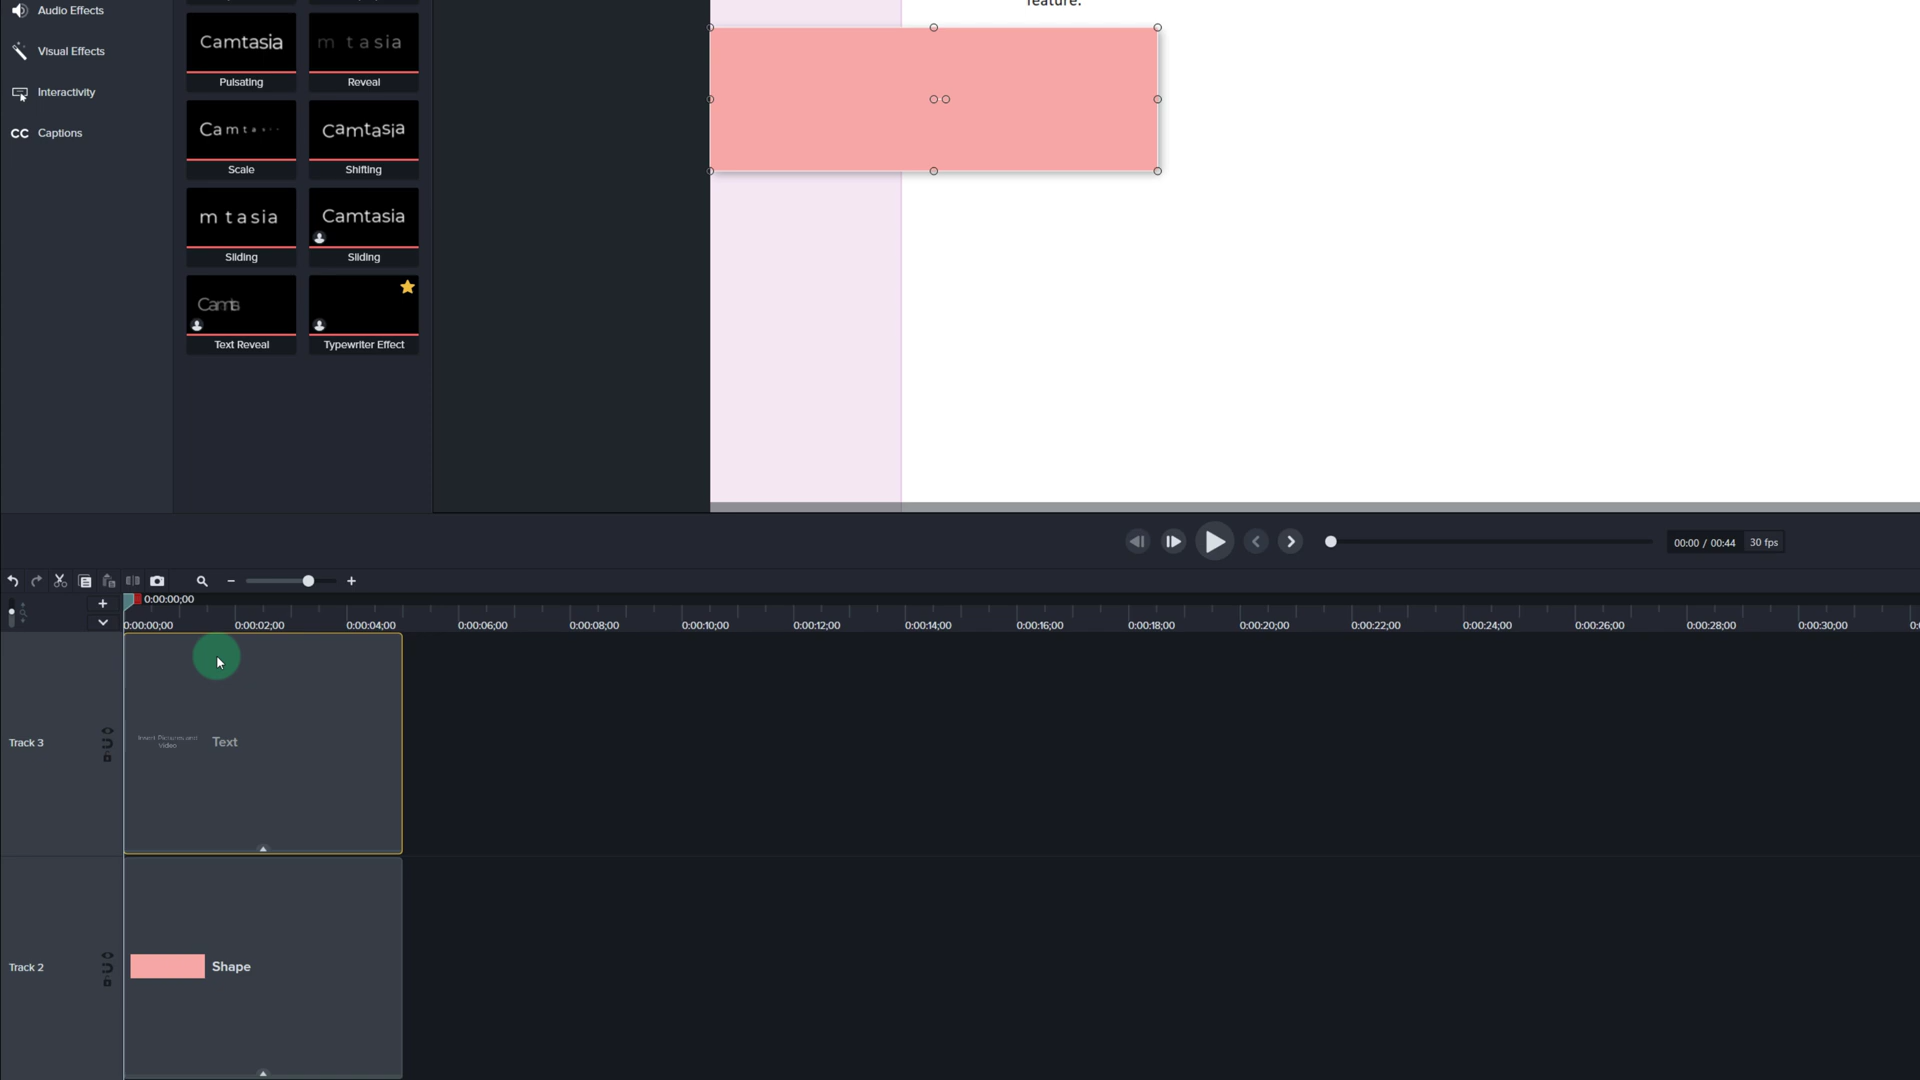 Audio Effects
Visual Effects
Interactivity
CC Captions
Camtasia
m t a s i a
Pulsating
Reveal
C a m t a
Camtasia
Scale
Shifting
m t a s i a
Camtasia
Sliding
Sliding
Camts
Text Reveal
Typewriter Effect
feature.
00:00 / 00:44
30 fps
0:00:00;00
0:00:00;00
0:00:02;00
0:00:04;00
0:00:06;00
0:00:08;00
0:00:10;00
0:00:12;00
0:00:14;00
0:00:16;00
0:00:18;00
0:00:20;00
0:00:22;00
0:00:24;00
0:00:26;00
0:00:28;00
0:00:30;00
Track 3
Insert Pictures and
Video
Text
Track 2
Shape